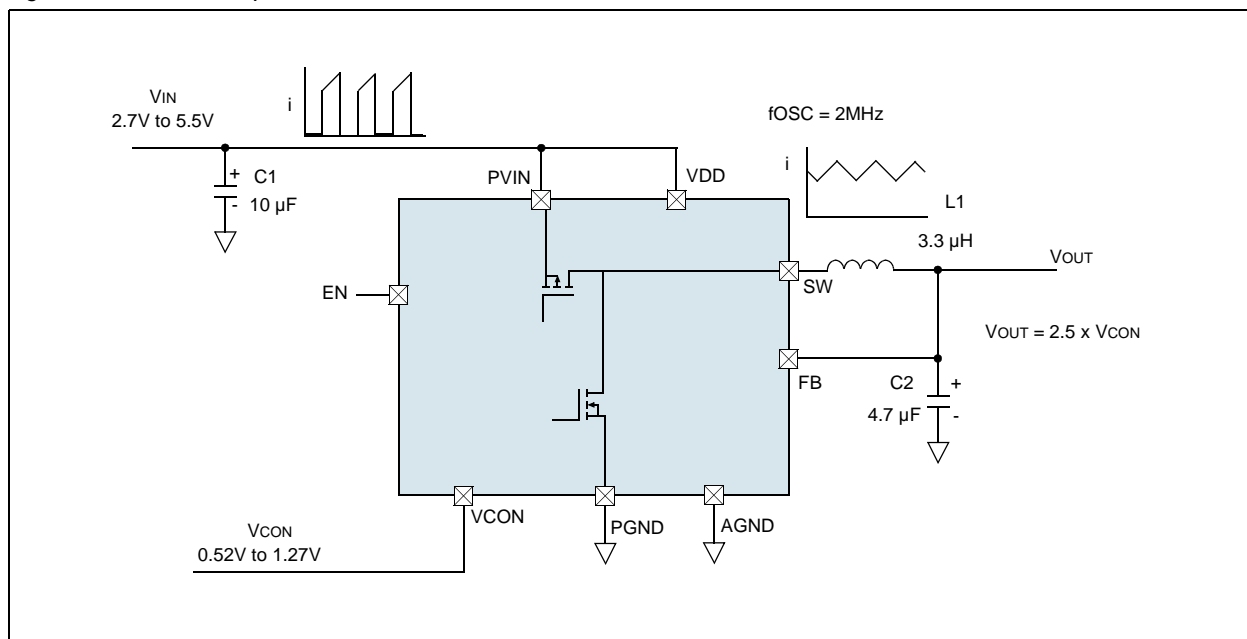 i
VIN
2.7V to 5.5V
fOSC = 2MHz
+ C1
- 10 µF
PVIN
VDD
i
L1
3.3 µH
VOUT
SW
EN
VOUT = 2.5 x VCON
FB
C2 +
4.7 µF -
VCON
PGND
AGND
VCON
0.52V to 1.27V